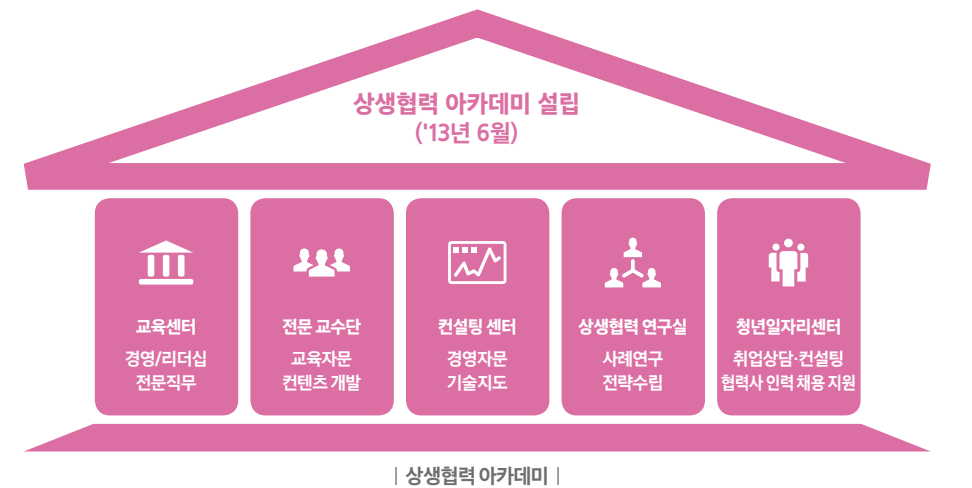 상생협력 아카데미 설립
('13년 6월)
교육센터
경영/리더십
전문직무
전문 교수단
교육자문
컨텐츠 개발
컨설팅 센터
경영자문
기술지도
상생협력 연구실
사례연구
전략수립
청년일자리센터
취업상담·컨설팅
협력사 인력 채용 지원
| 상생협력 아카데미 |